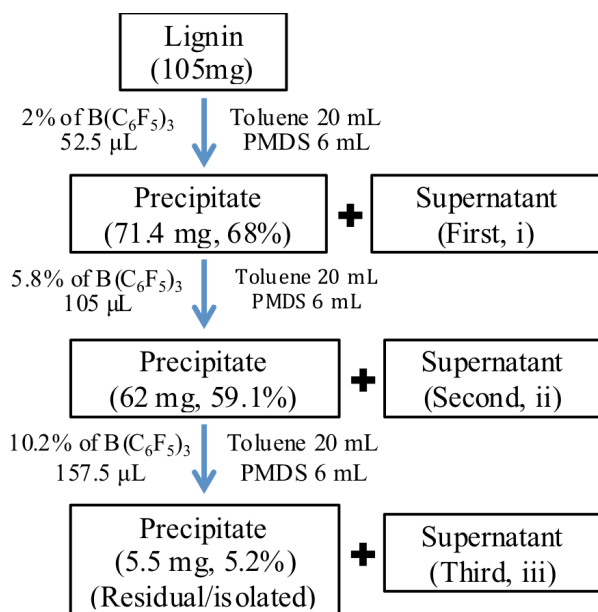 Lignin
(105mg)
2% of B(C₆F₅)₃
52.5 µL
Toluene 20 mL
PMDS 6 mL
Precipitate
(71.4 mg, 68%)
+
Supernatant
(First, i)
5.8% of B(C₆F₅)₃
105 µL
Toluene 20 mL
PMDS 6 mL
Precipitate
(62 mg, 59.1%)
+
Supernatant
(Second, ii)
10.2% of B(C₆F₅)₃
157.5 µL
Toluene 20 mL
PMDS 6 mL
Precipitate
(5.5 mg, 5.2%)
(Residual/isolated)
+
Supernatant
(Third, iii)